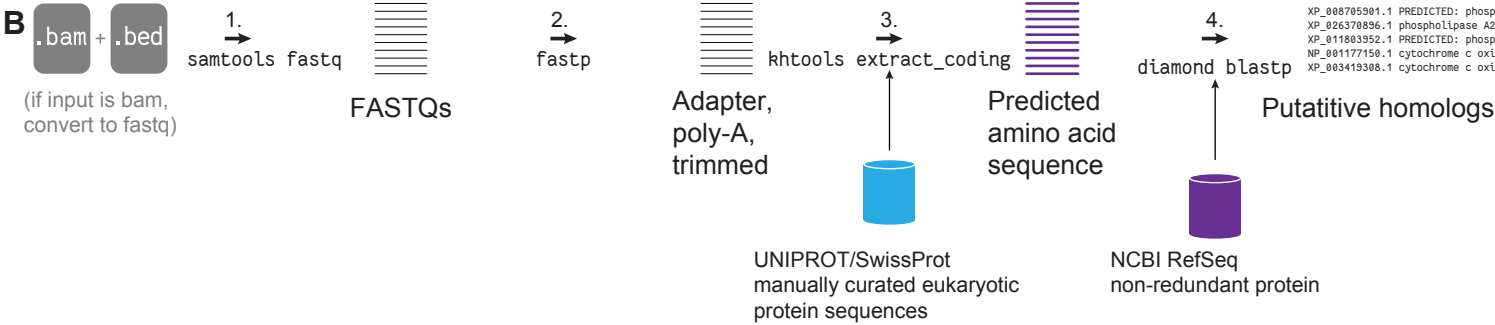 B
.bam + .bed
(if input is bam,
convert to fastq)
1.
samtools fastq
FASTQs
2.
fastp
Adapter,
poly-A,
trimmed
3.
khtools extract_coding
UNIPROT/SwissProt
manually curated eukaryotic
protein sequences
Predicted
amino acid
sequence
4.
diamond blastp
NCBI RefSeq
non-redundant protein
XP_008705901.1 PREDICTED: phosp
XP_026370896.1 phospholipase A2
XP_011803952.1 PREDICTED: phosp
NP_001177150.1 cytochrome c oxi
XP_003419308.1 cytochrome c oxi
Putatitive homologs